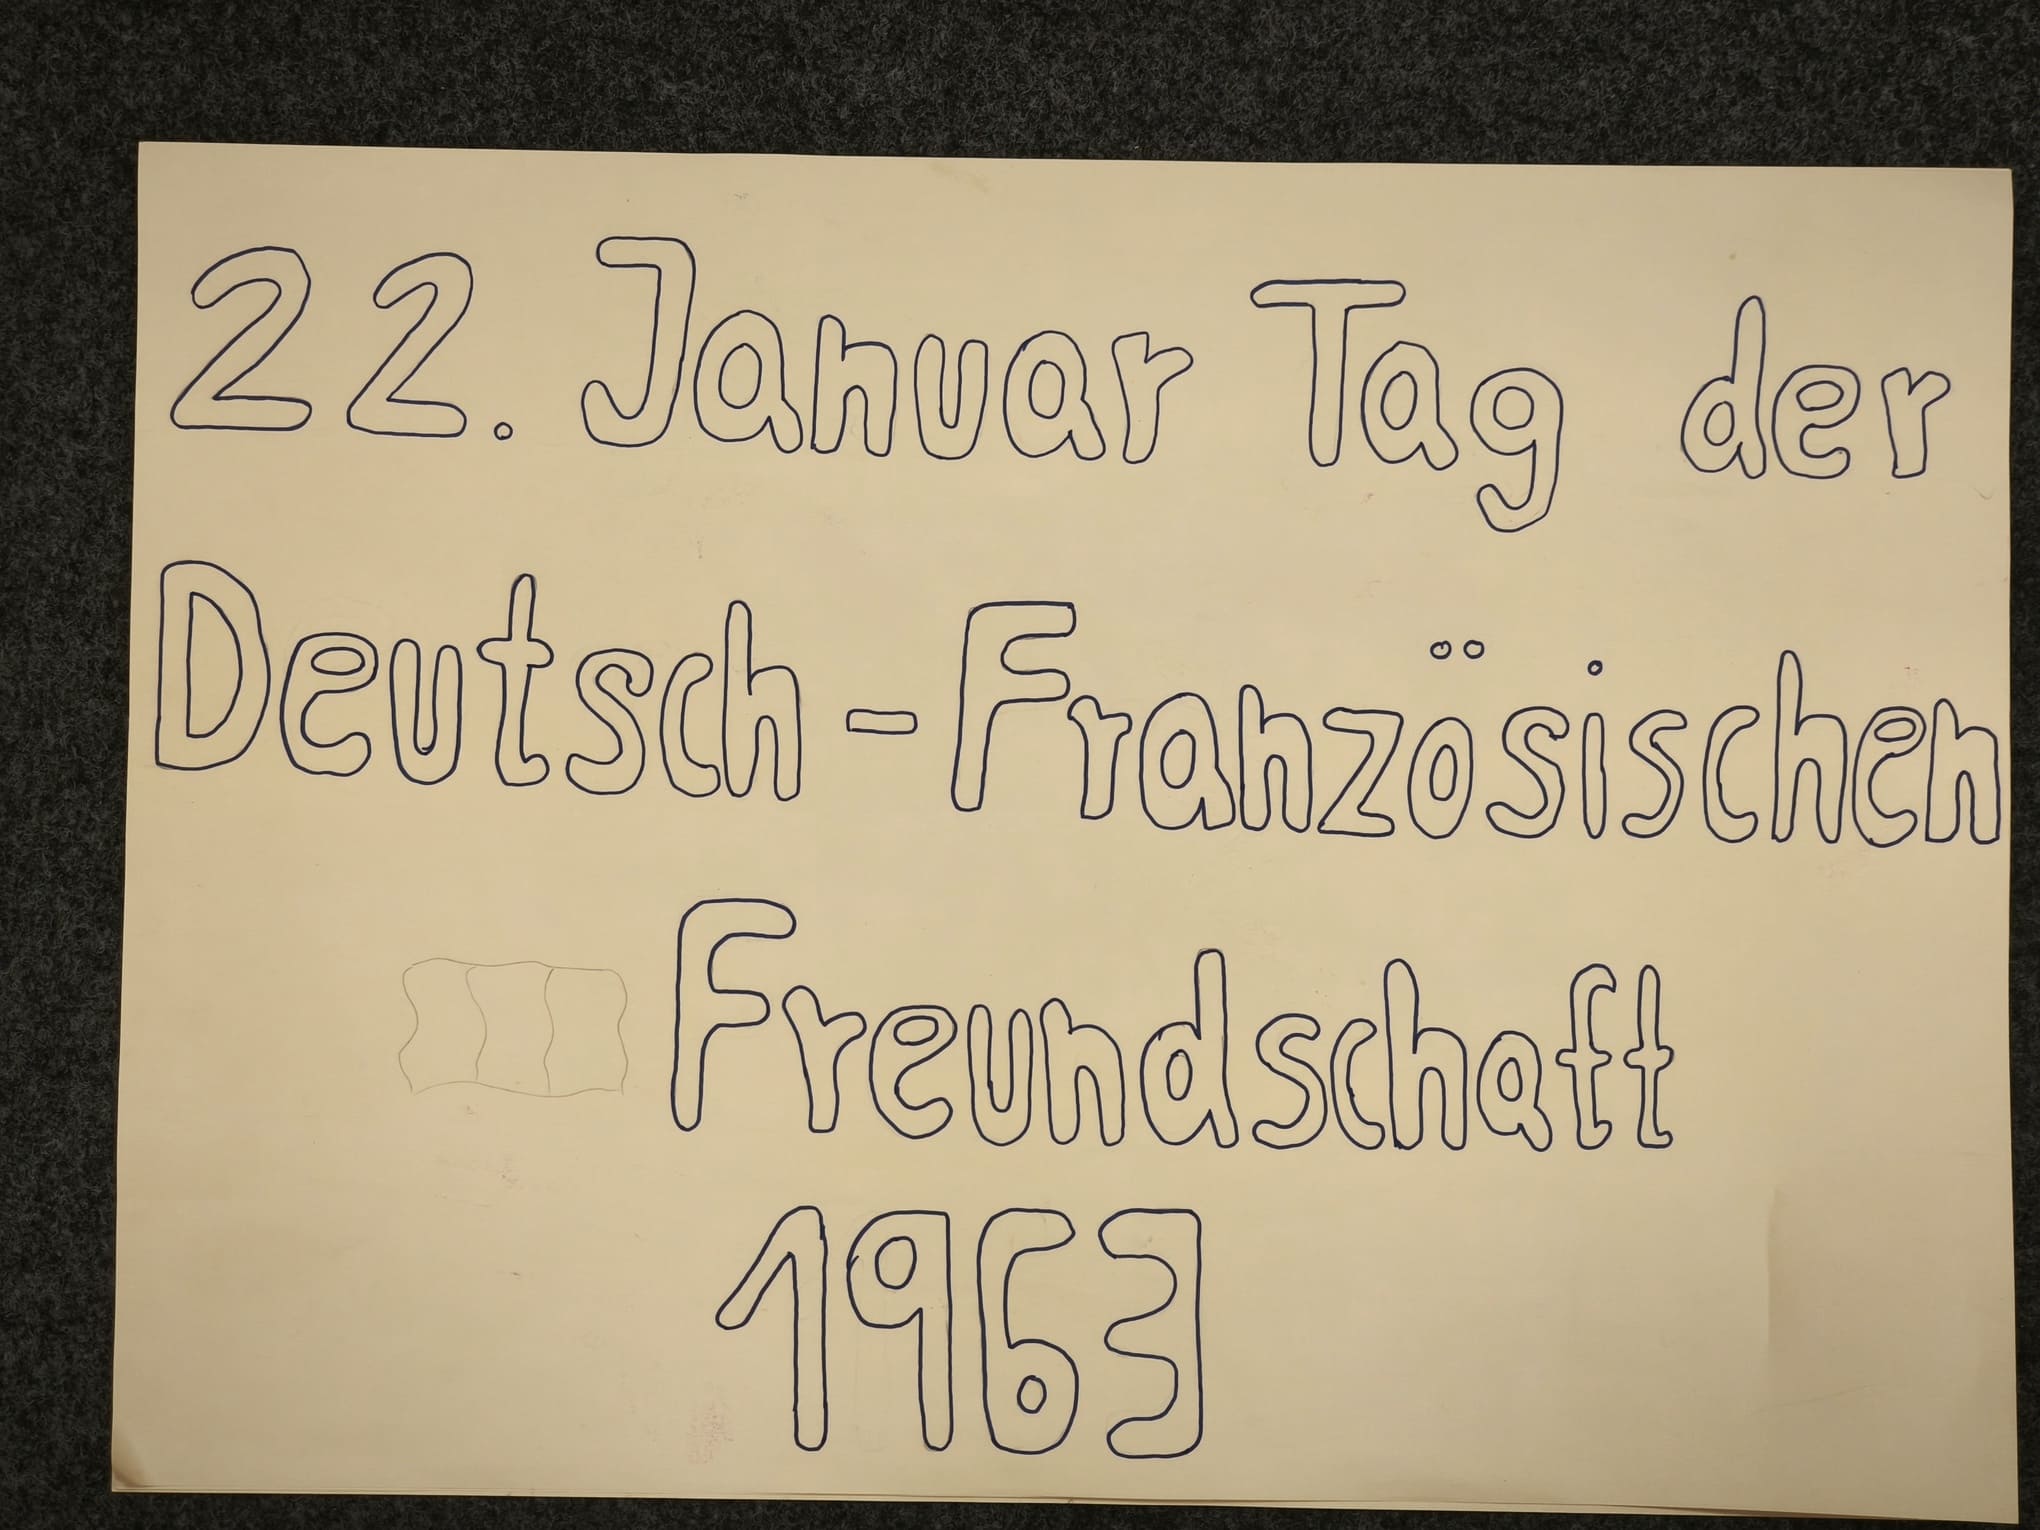 22. Januar Tag der
Deutsch - Französischen
Freundschaft
1963